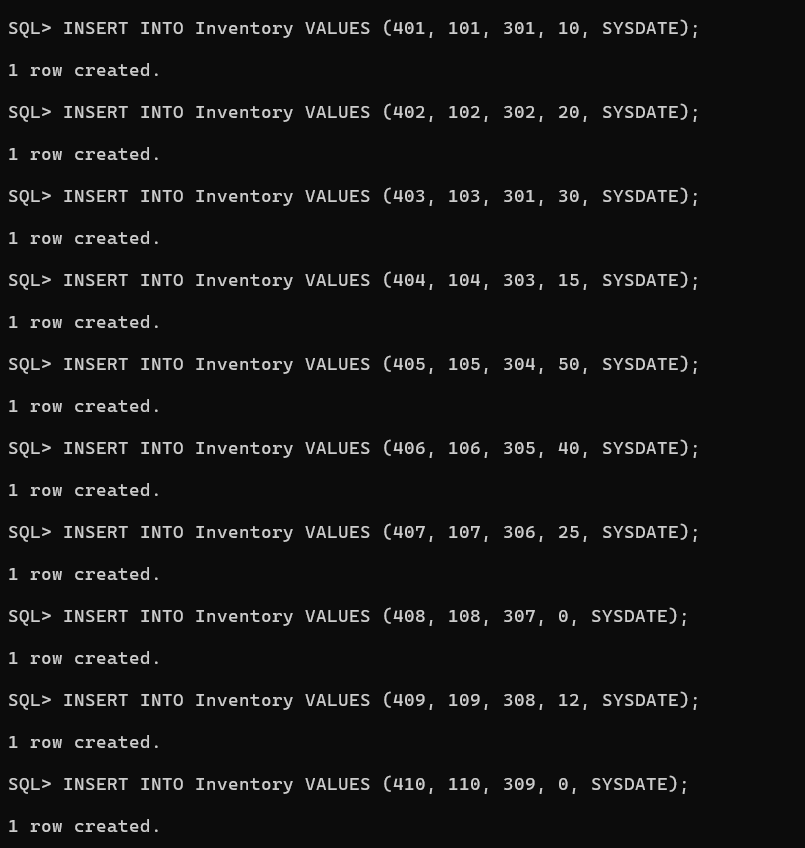 SQL> INSERT INTO Inventory VALUES (401, 101, 301, 10, SYSDATE);
1 row created.
SQL> INSERT INTO Inventory VALUES (402, 102, 302, 20, SYSDATE);
1 row created.
SQL> INSERT INTO Inventory VALUES (403, 103, 301, 30, SYSDATE);
1 row created.
SQL> INSERT INTO Inventory VALUES (404, 104, 303, 15, SYSDATE);
1 row created.
SQL> INSERT INTO Inventory VALUES (405, 105, 304, 50, SYSDATE);
1 row created.
SQL> INSERT INTO Inventory VALUES (406, 106, 305, 40, SYSDATE);
1 row created.
SQL> INSERT INTO Inventory VALUES (407, 107, 306, 25, SYSDATE);
1 row created.
SQL> INSERT INTO Inventory VALUES (408, 108, 307, 0, SYSDATE);
1 row created.
SQL> INSERT INTO Inventory VALUES (409, 109, 308, 12, SYSDATE);
1 row created.
SQL> INSERT INTO Inventory VALUES (410, 110, 309, 0, SYSDATE);
1 row created.